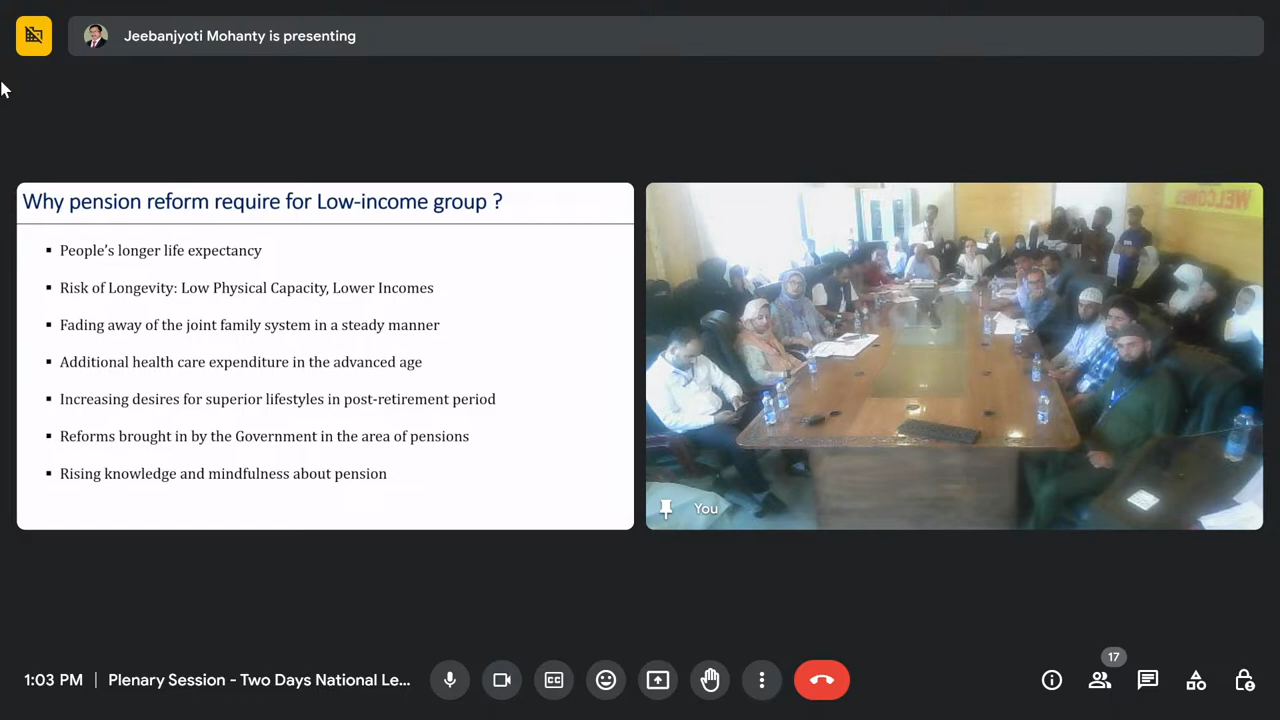 Jeebanjyoti Mohanty is presenting
Why pension reform require for Low-income group ?
▪ People's longer life expectancy
▪ Risk of Longevity: Low Physical Capacity, Lower Incomes
▪ Fading away of the joint family system in a steady manner
▪ Additional health care expenditure in the advanced age
▪ Increasing desires for superior lifestyles in post-retirement period
▪ Reforms brought in by the Government in the area of pensions
▪ Rising knowledge and mindfulness about pension
WELCOME
You
17
1:03 PM | Plenary Session - Two Days National Le...
CC